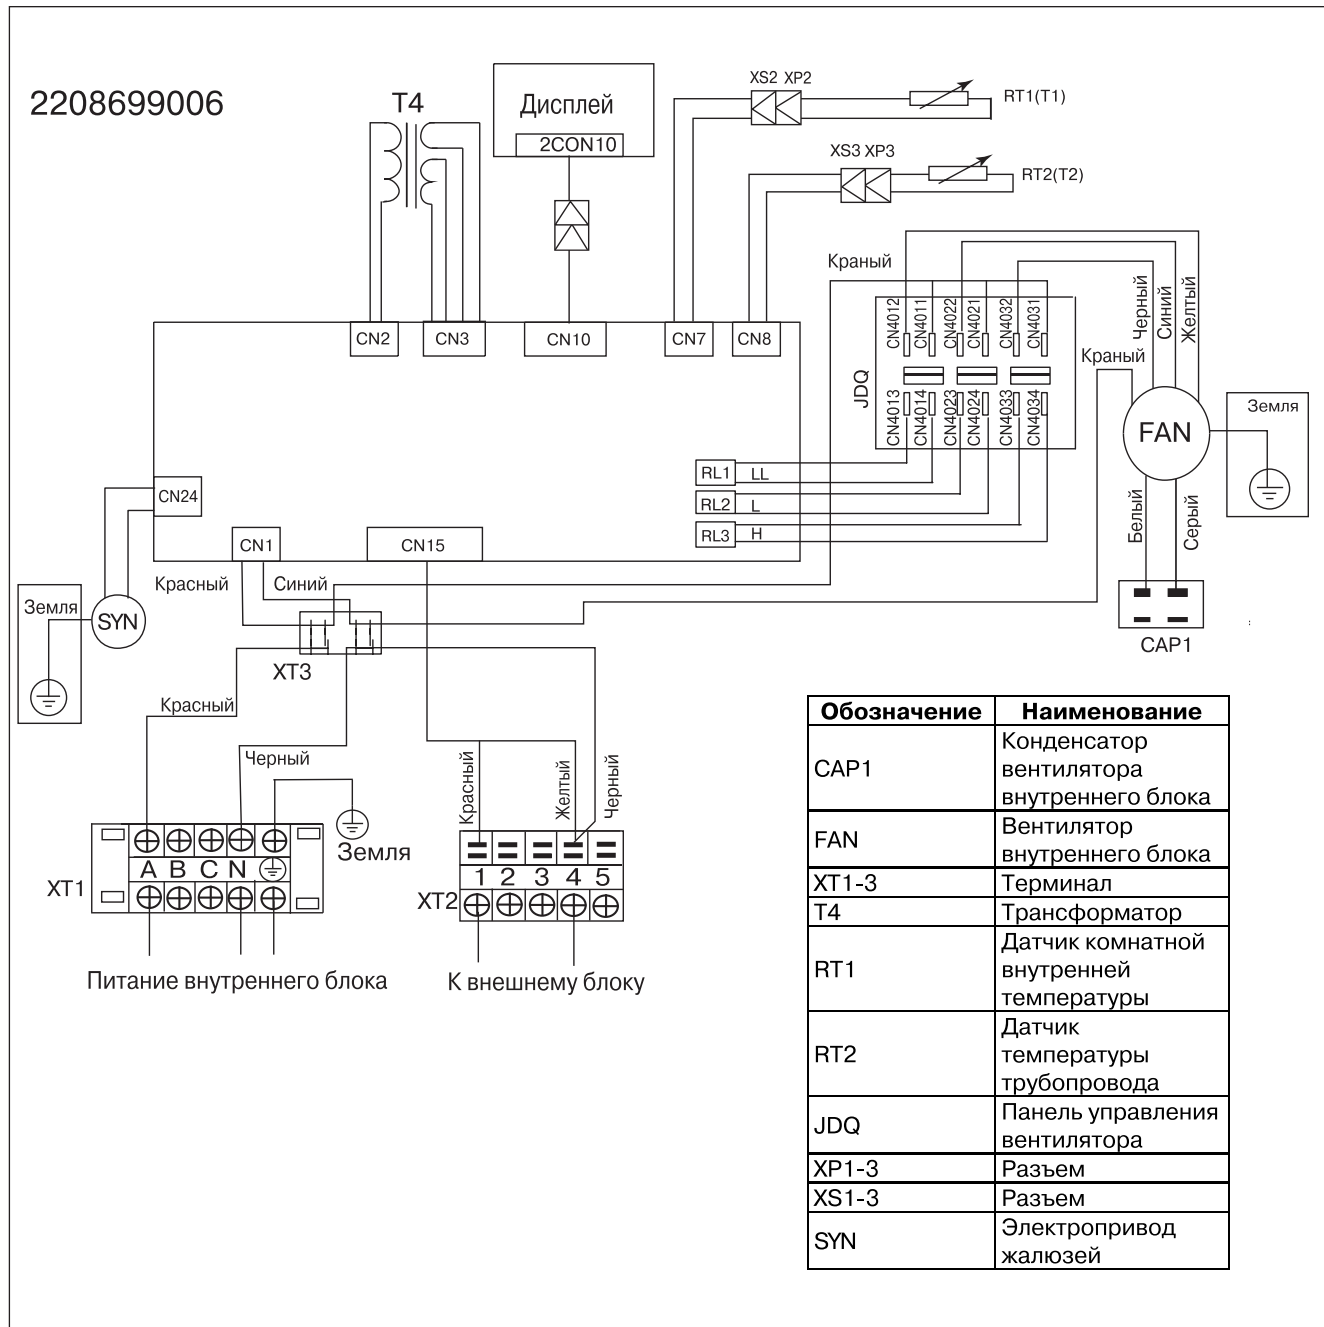 2208699006
T4
Дисплей
2CON10
XS2 XP2
RT1(T1)
XS3 XP3
RT2(T2)
Краный
Черный
Синий
Желтый
CN4012
CN4011
CN4022
CN4021
CN4032
CN4031
JDQ
CN4013
CN4014
CN4023
CN4024
CN4033
CN4034
Краный
FAN
Земля
Белый
Серый
CAP1
CN2
CN3
CN10
CN7
CN8
RL1 LL
RL2 L
RL3 H
CN24
CN1
CN15
Красный
Синий
Земля
SYN
XT3
Красный
Черный
Земля
XT1
A B C N
Питание внутреннего блока
Красный
Желтый
Черный
XT2
1 2 3 4 5
К внешнему блоку
Обозначение Наименование
CAP1 Конденсатор
вентилятора
внутреннего блока
FAN Вентилятор
внутреннего блока
XT1-3 Терминал
T4 Трансформатор
RT1 Датчик комнатной
внутренней
температуры
RT2 Датчик
температуры
трубопровода
JDQ Панель управления
вентилятора
XP1-3 Разъем
XS1-3 Разъем
SYN Электропривод
жалюзей